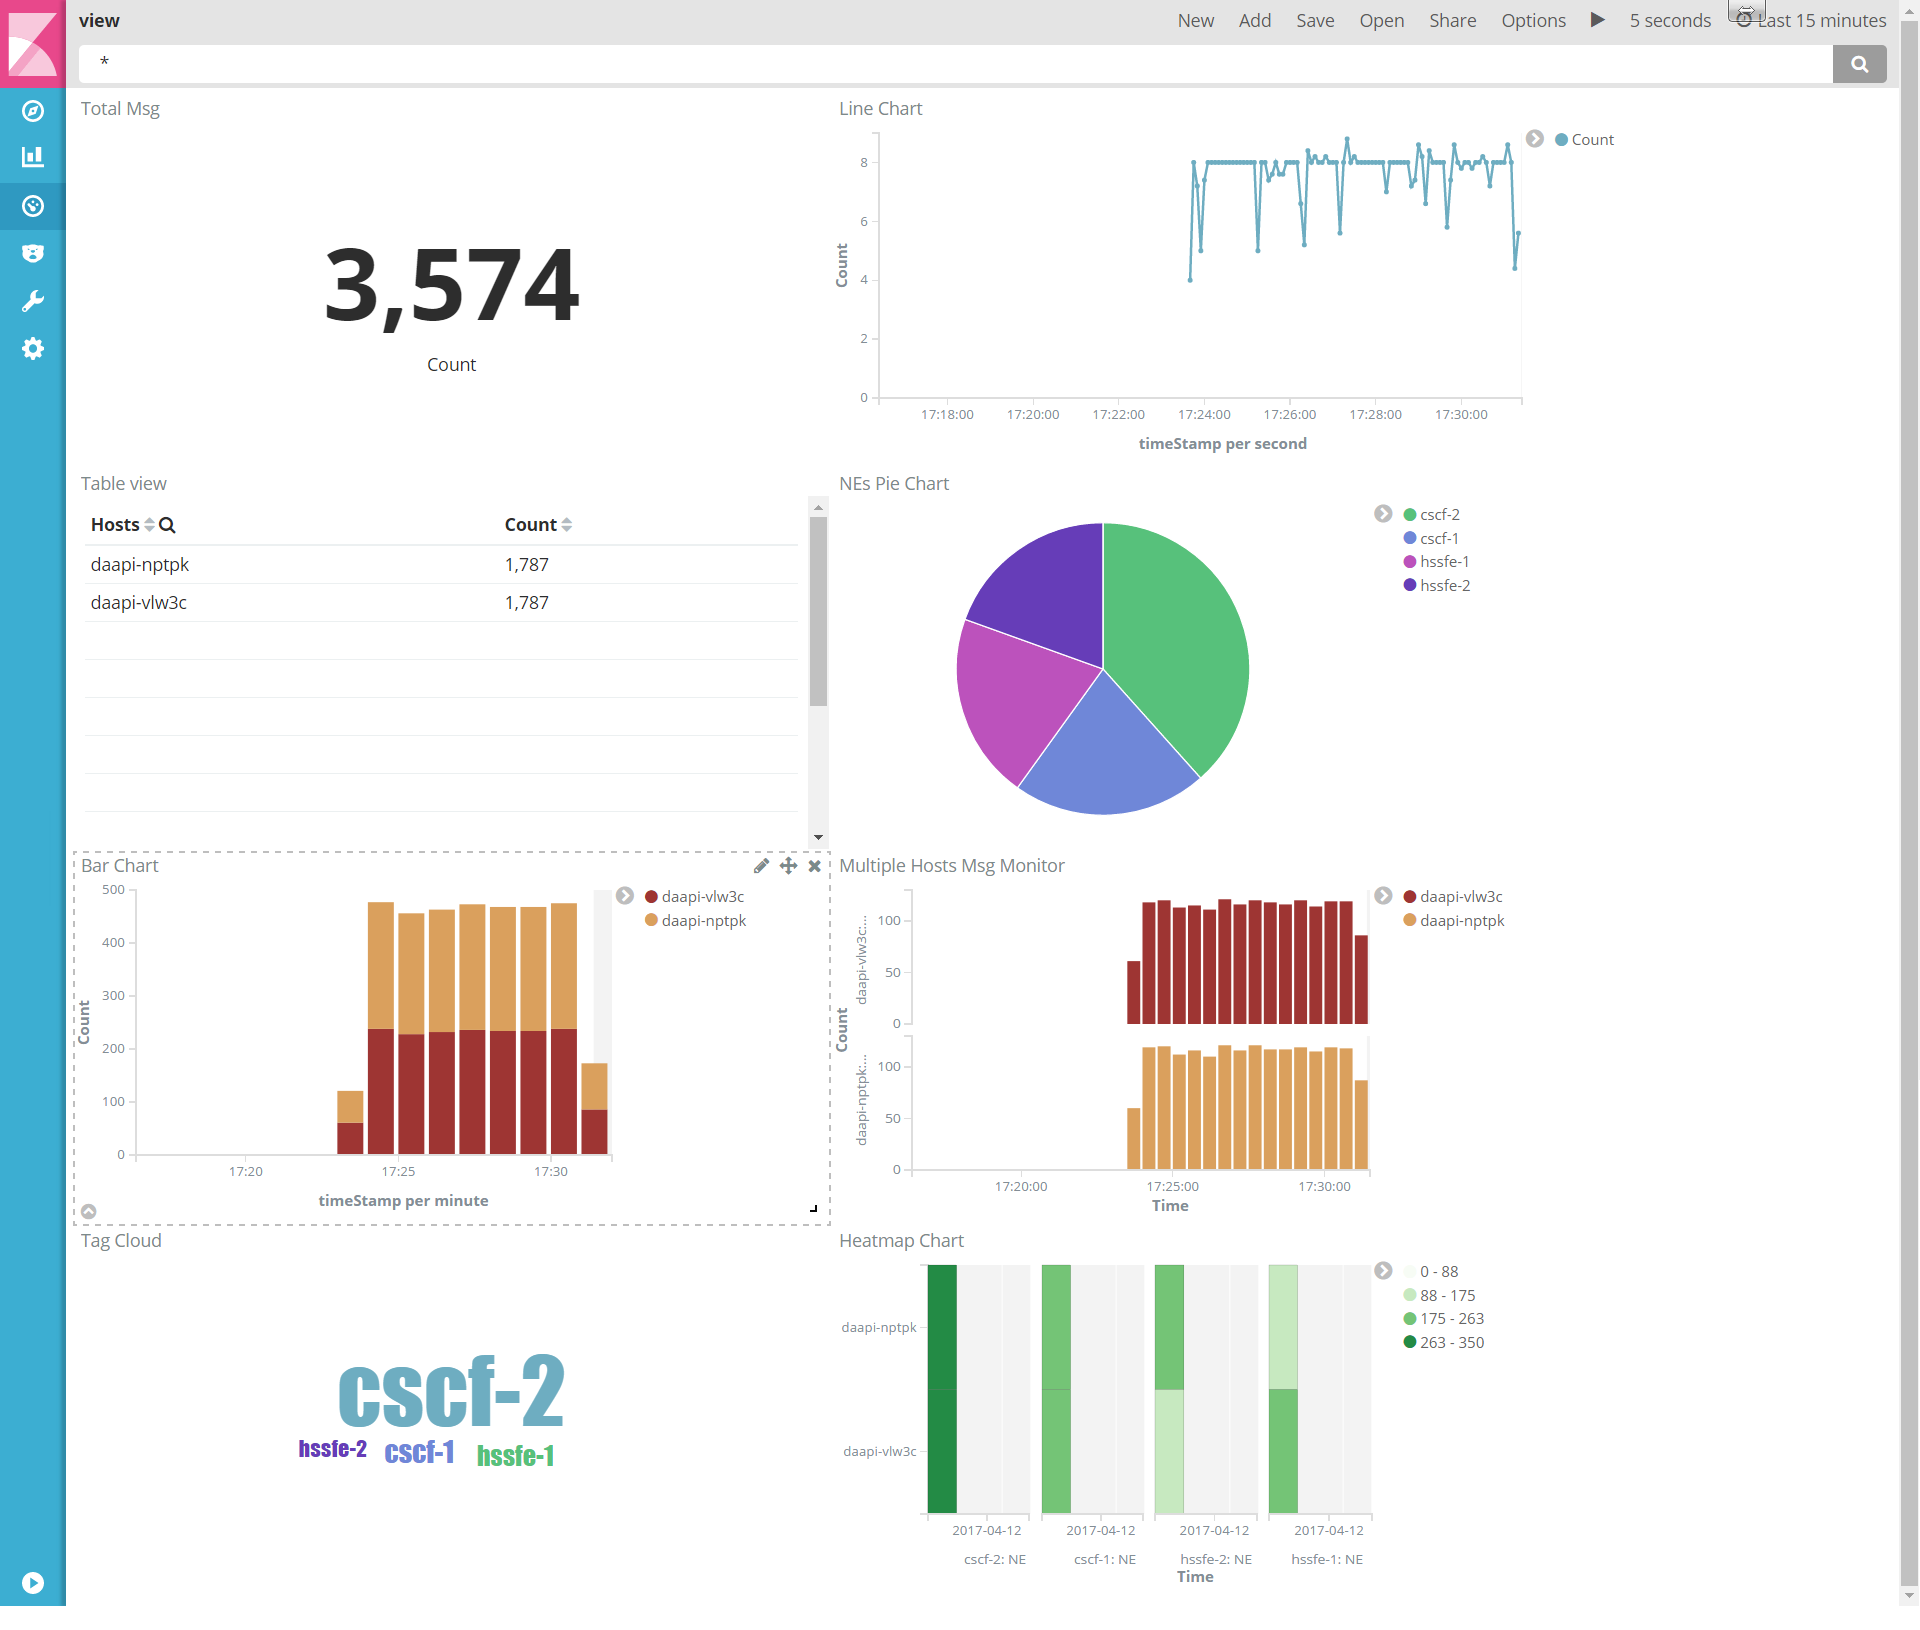 view New Add Save Open Share Options 5 seconds Last 15 minutes
*
Total Msg
3,574
Count
Line Chart
Count
8
6
4
2
0
Count
17:18:00 17:20:00 17:22:00 17:24:00 17:26:00 17:28:00 17:30:00
timeStamp per second
Table view
Hosts Count
daapi-nptpk 1,787
daapi-vlw3c 1,787
NEs Pie Chart
cscf-2
cscf-1
hssfe-1
hssfe-2
Bar Chart
500
400
300
200
100
0
Count
17:20 17:25 17:30
timeStamp per minute
daapi-vlw3c
daapi-nptpk
Multiple Hosts Msg Monitor
daapi-vlw3c:...
100
50
0
Count
daapi-nptpk:...
100
50
0
17:20:00 17:25:00 17:30:00
Time
daapi-vlw3c
daapi-nptpk
Tag Cloud
cscf-2
hssfe-2 cscf-1 hssfe-1
Heatmap Chart
daapi-nptpk
daapi-vlw3c
2017-04-12 2017-04-12 2017-04-12 2017-04-12
cscf-2: NE cscf-1: NE hssfe-2: NE hssfe-1: NE
Time
0 - 88
88 - 175
175 - 263
263 - 350